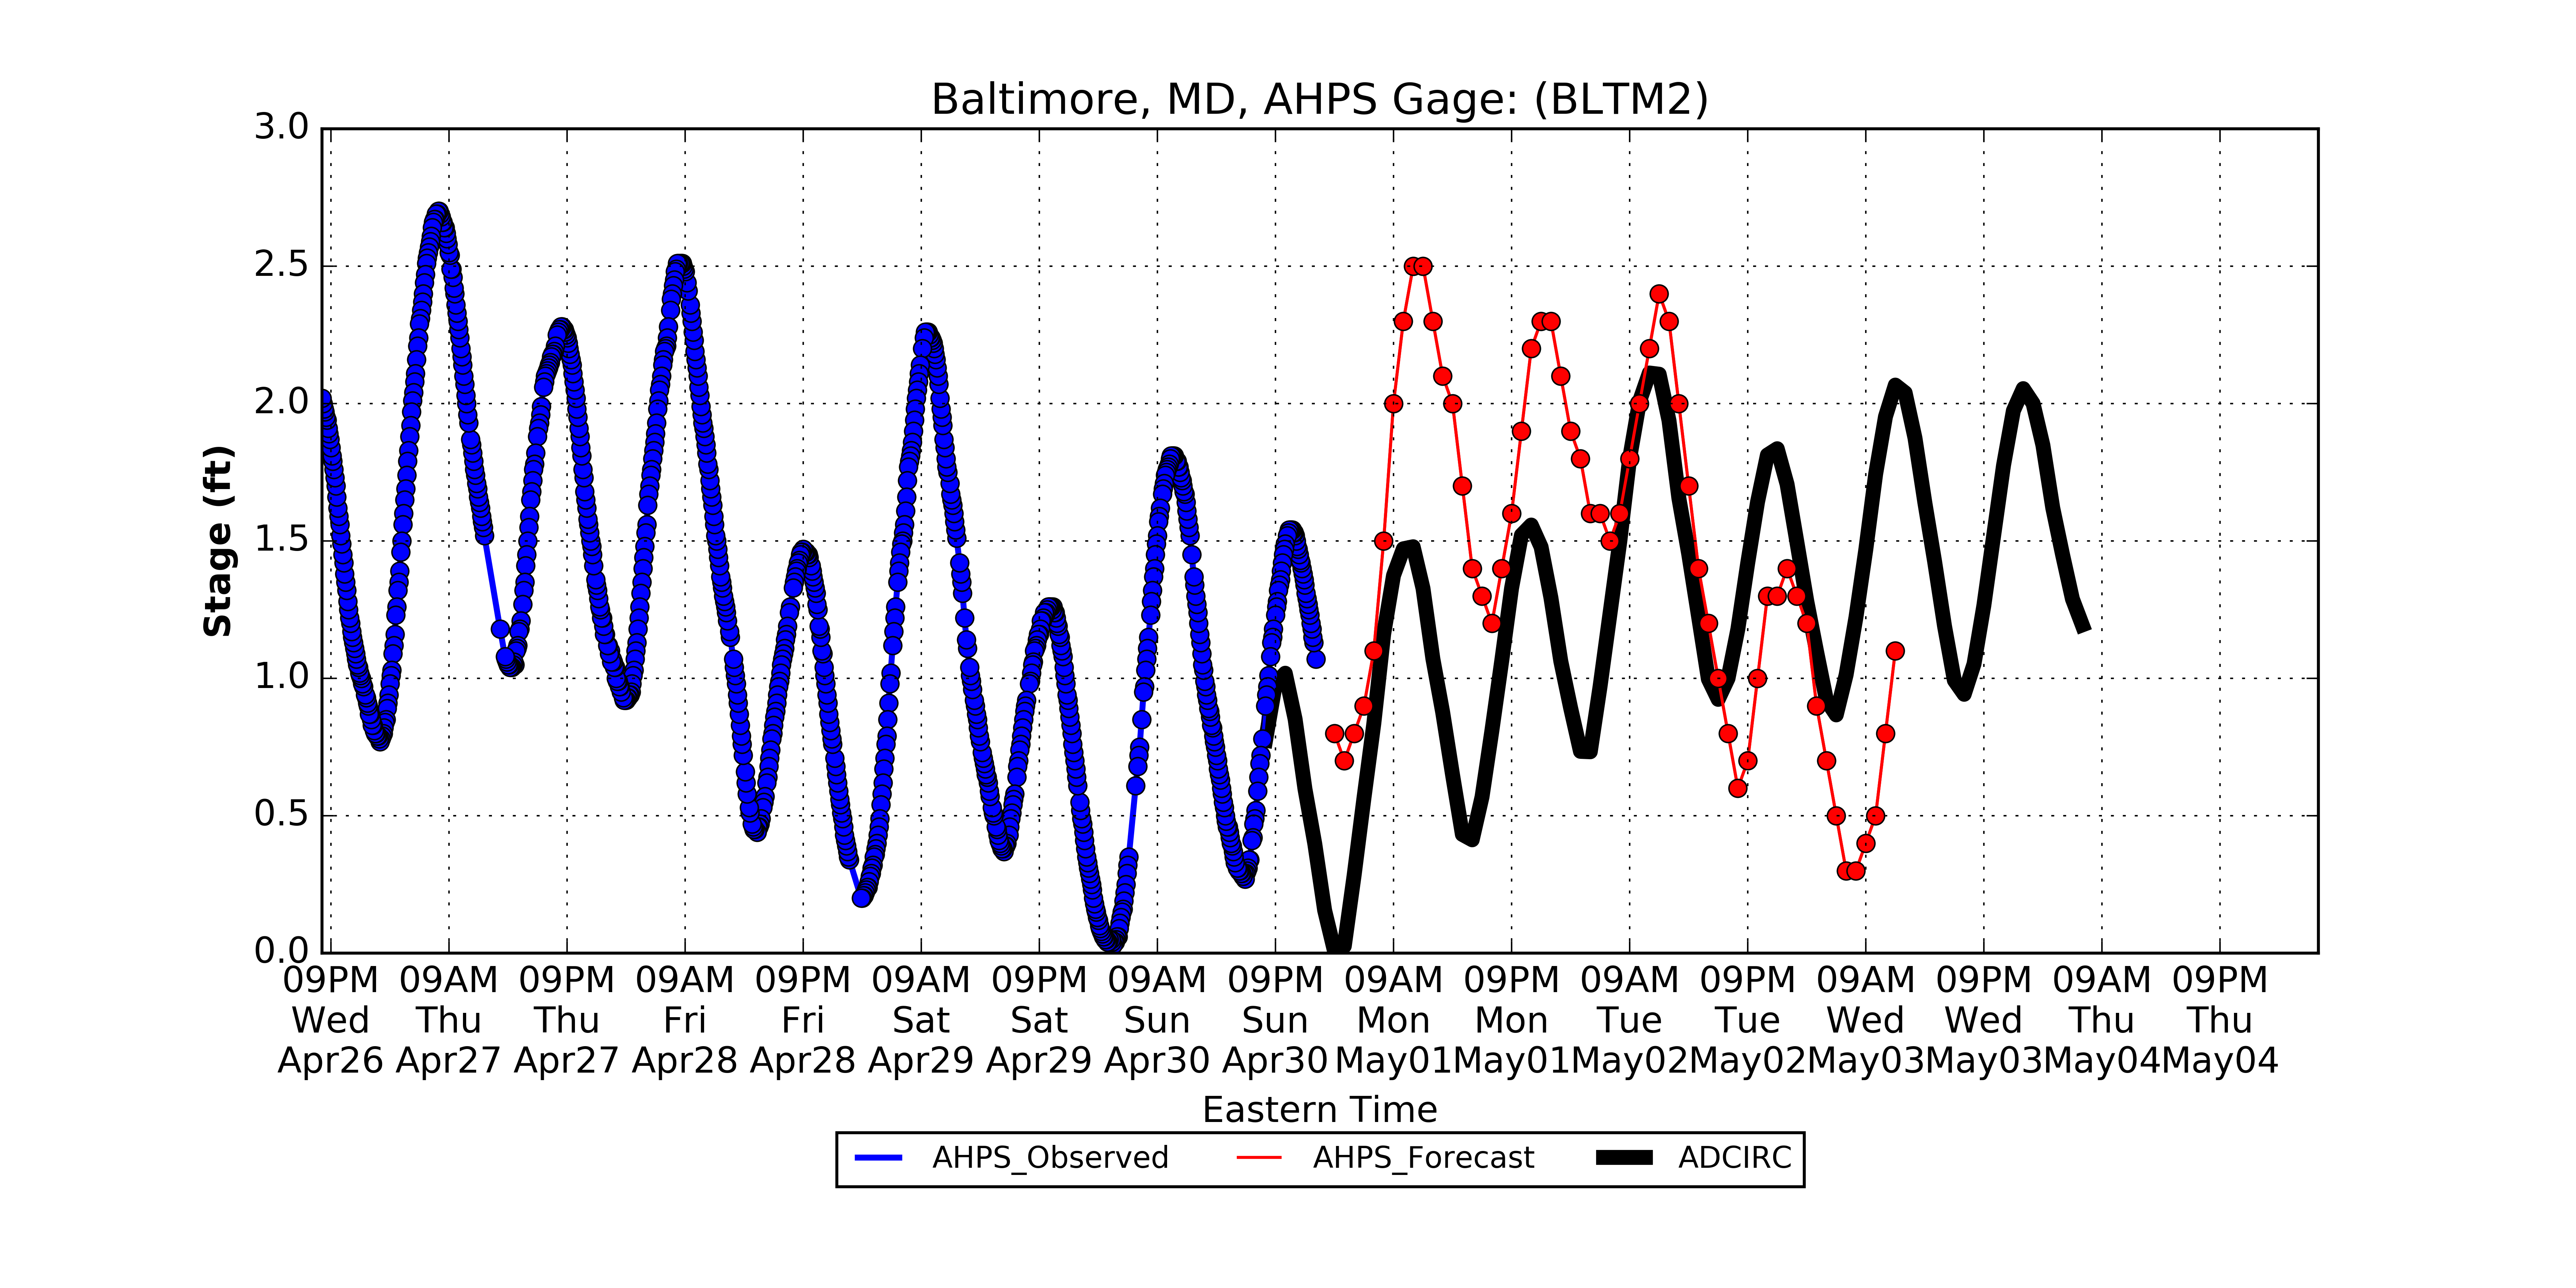 Baltimore, MD, AHPS Gage: (BLTM2)
3.0
2.5
2.0
1.5
1.0
0.5
0.0
Stage (ft)
09PM 09AM 09PM 09AM 09PM 09AM 09PM 09AM 09PM 09AM 09PM 09AM 09PM 09AM 09PM 09AM 09PM
Wed Thu Thu Fri Fri Sat Sat Sun Sun Mon Mon Tue Tue Wed Wed Thu Thu
Apr26 Apr27 Apr27 Apr28 Apr28 Apr29 Apr29 Apr30 Apr30 May01 May01 May02 May02 May03 May03 May04 May04
Eastern Time
AHPS_Observed AHPS_Forecast ADCIRC